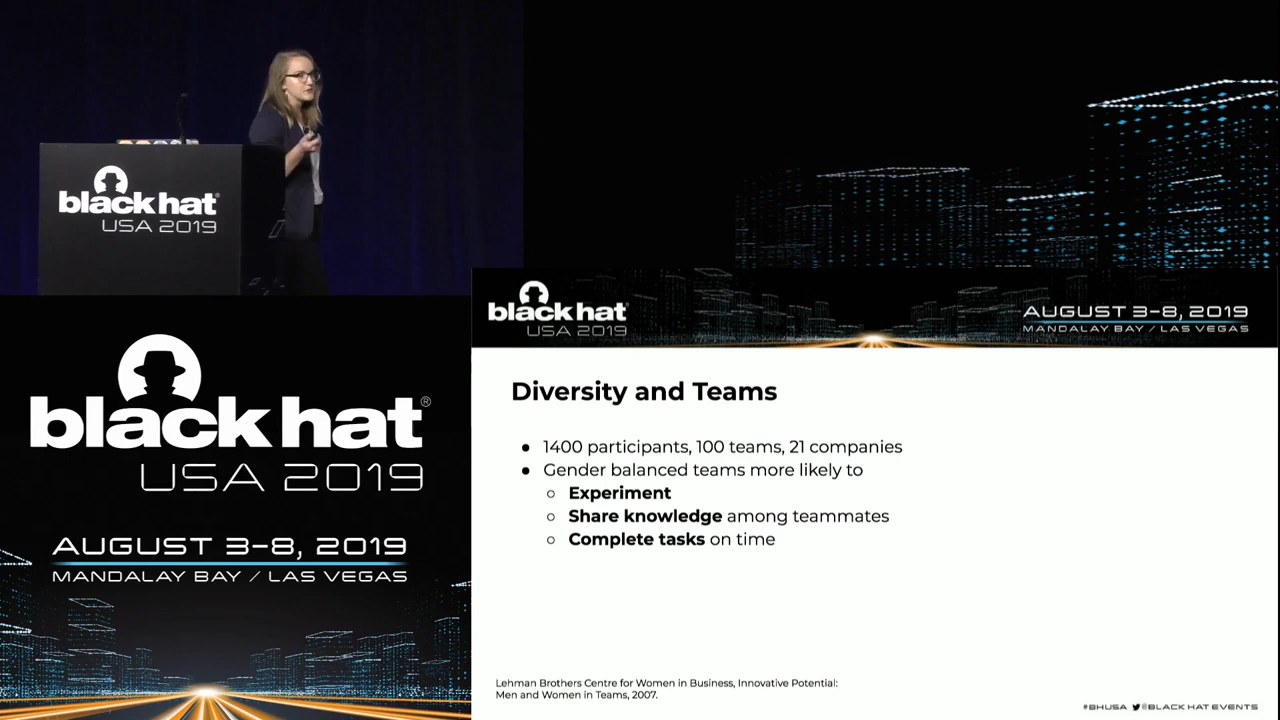 black hat®
USA 2019
black hat®
USA 2019
AUGUST 3-8, 2019
MANDALAY BAY / LAS VEGAS
black hat®
USA 2019
AUGUST 3-8, 2019
MANDALAY BAY / LAS VEGAS
Diversity and Teams
● 1400 participants, 100 teams, 21 companies
● Gender balanced teams more likely to
○ Experiment
○ Share knowledge among teammates
○ Complete tasks on time
Lehman Brothers Centre for Women in Business, Innovative Potential:
Men and Women in Teams, 2007.
#BHUSA @BLACK HAT EVENTS